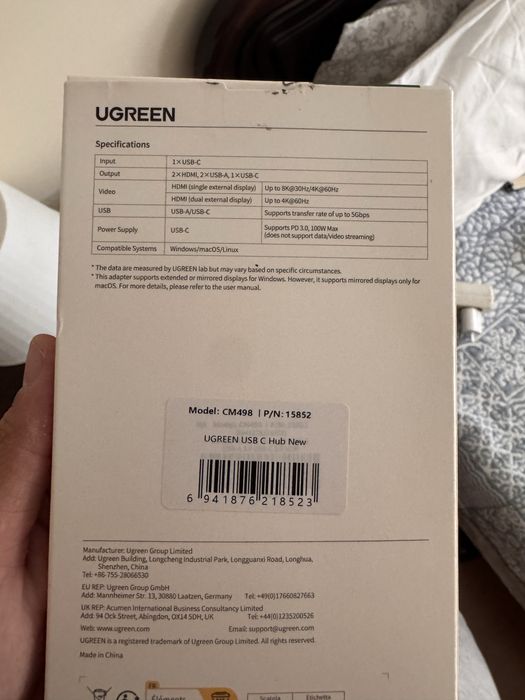 UGREEN
Specifications
Input 1×USB-C
Output 2×HDMI, 2×USB-A, 1×USB-C
Video HDMI (single external display) Up to 8K@30Hz/4K@60Hz
HDMI (dual external display) Up to 4K@60Hz
USB USB-A/USB-C Supports transfer rate of up to 5Gbps
Power Supply USB-C Supports PD 3.0, 100W Max
(does not support data/video streaming)
Compatible Systems Windows/macOS/Linux
* The data are measured by UGREEN lab but may vary based on specific circumstances.
* This adapter supports extended or mirrored displays for Windows. However, it supports mirrored displays only for
macOS. For more details, please refer to the user manual.
Model: CM498 | P/N: 15852
UGREEN USB C Hub New
6 941876 218523
Manufacturer: Ugreen Group Limited
Add: Ugreen Building, Longcheng Industrial Park, Longguanxi Road, Longhua,
Shenzhen, China
Tel: +86-755-28066530
EU REP: Ugreen Group GmbH
Add: Mannheimer Str. 13, 30880 Laatzen, Germany Tel: +49(0)17660827663
UK REP: Acumen International Business Consultancy Limited
Add: 94 Ock Street, Abingdon, OX14 5DH, UK Tel: +44(0)1235200526
Web: www.ugreen.com Email: support@ugreen.com
UGREEN is a registered trademark of Ugreen Group Limited. All rights reserved.
Made in China
FR
Éléments Scatola Etichetta